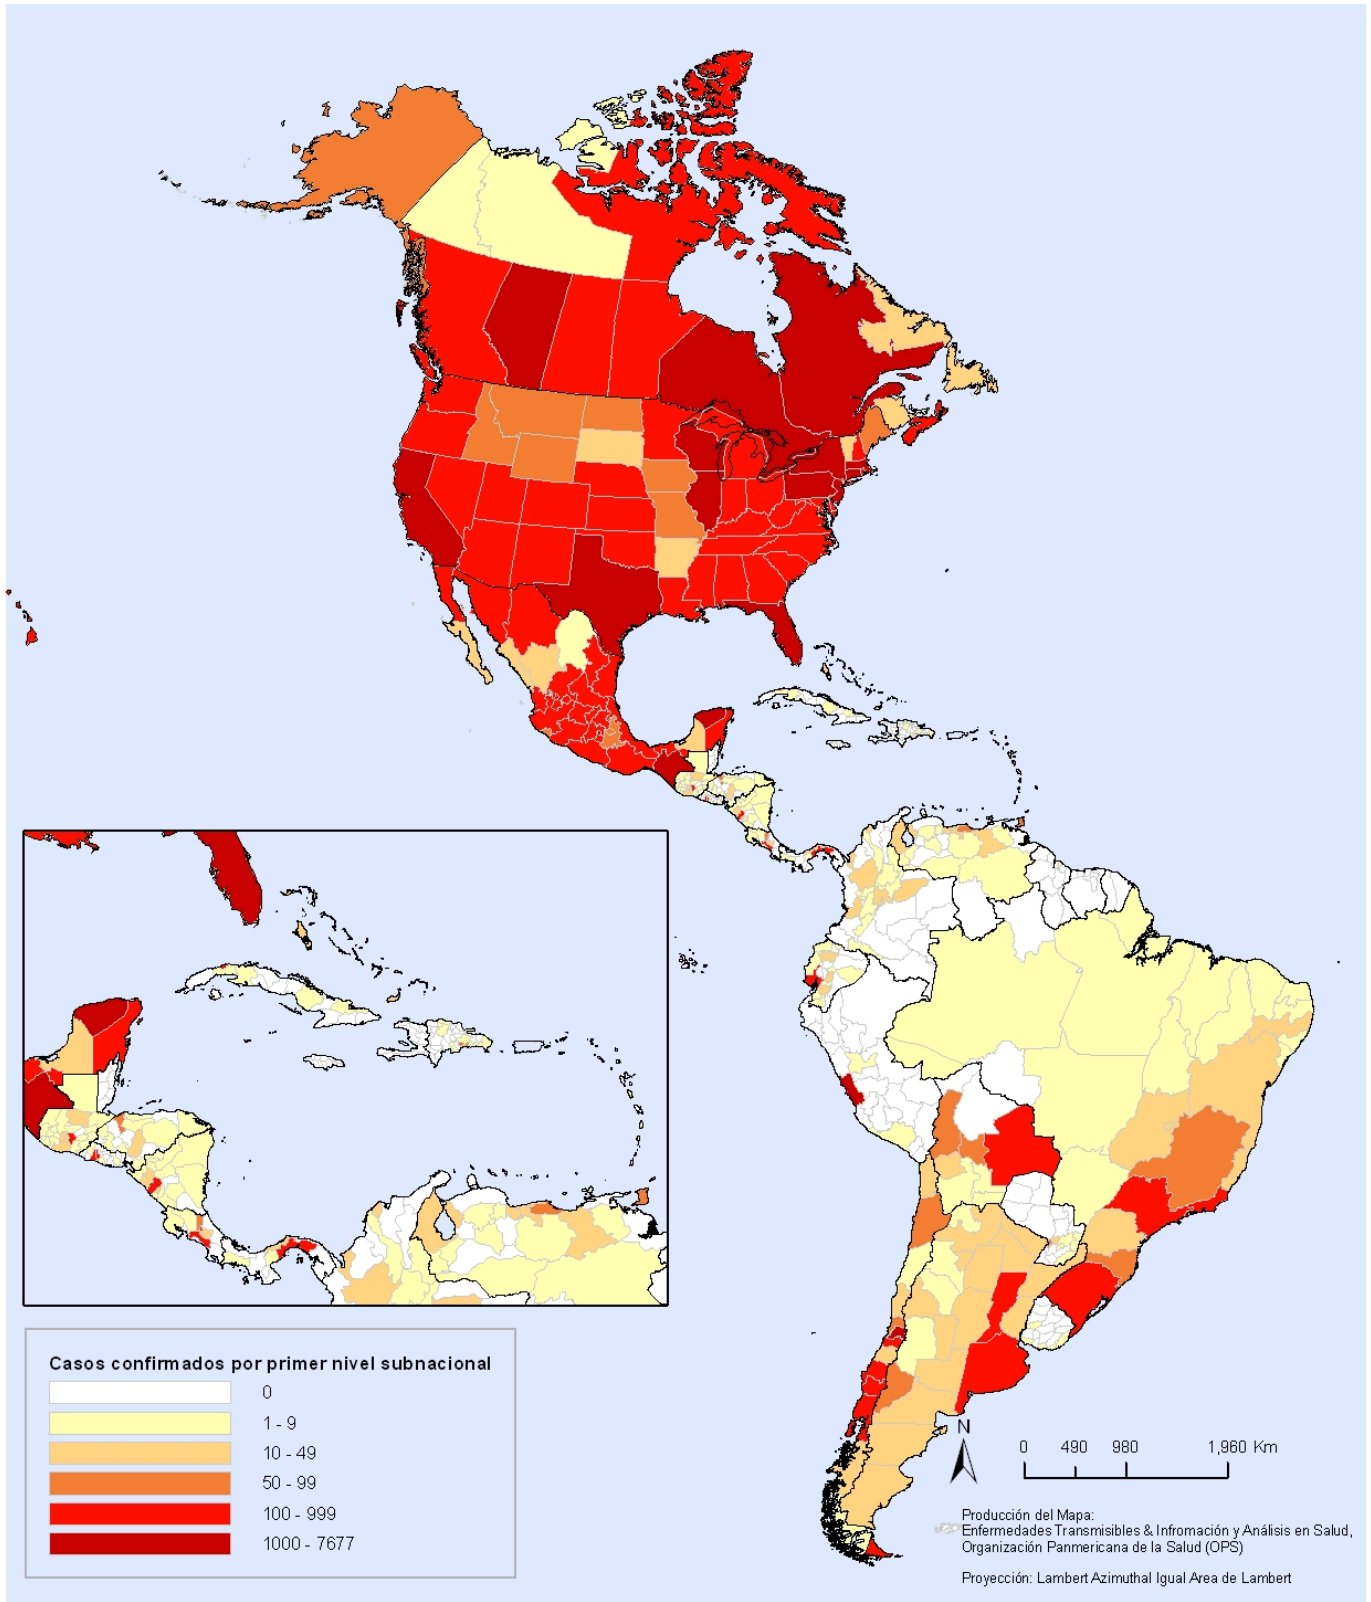 Casos confirmados por primer nivel subnacional
0
1 - 9
10 - 49
50 - 99
100 - 999
1000 - 7677
N
0 490 980 1,960 Km
Producción del Mapa:
Enfermedades Transmisibles & Infromación y Análisis en Salud,
Organización Panmericana de la Salud (OPS)
Proyección: Lambert Azimuthal Igual Area de Lambert